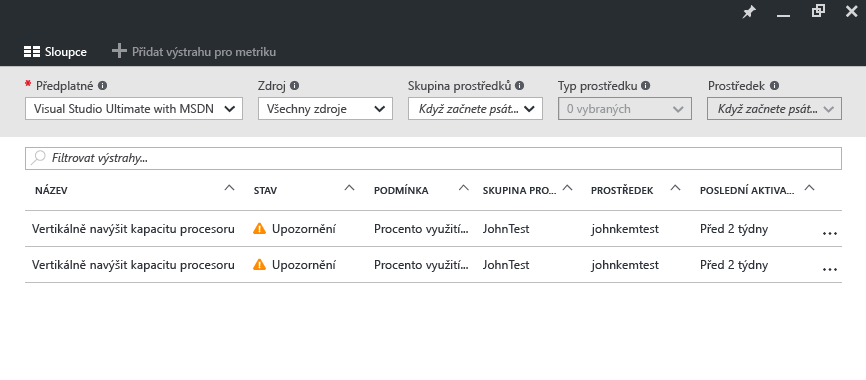 Sloupce Přidat výstrahu pro metriku
* Předplatné Zdroj Skupina prostředků Typ prostředku Prostředek
Visual Studio Ultimate with MSDN Všechny zdroje Když začnete psát... 0 vybraných Když začnete psát...
Filtrovat výstrahy...
NÁZEV STAV PODMÍNKA SKUPINA PRO... PROSTŘEDEK POSLEDNÍ AKTIVA...
Vertikálně navýšit kapacitu procesoru Upozornění Procento využití... JohnTest johnkemtest Před 2 týdny ...
Vertikálně navýšit kapacitu procesoru Upozornění Procento využití... JohnTest johnkemtest Před 2 týdny ...